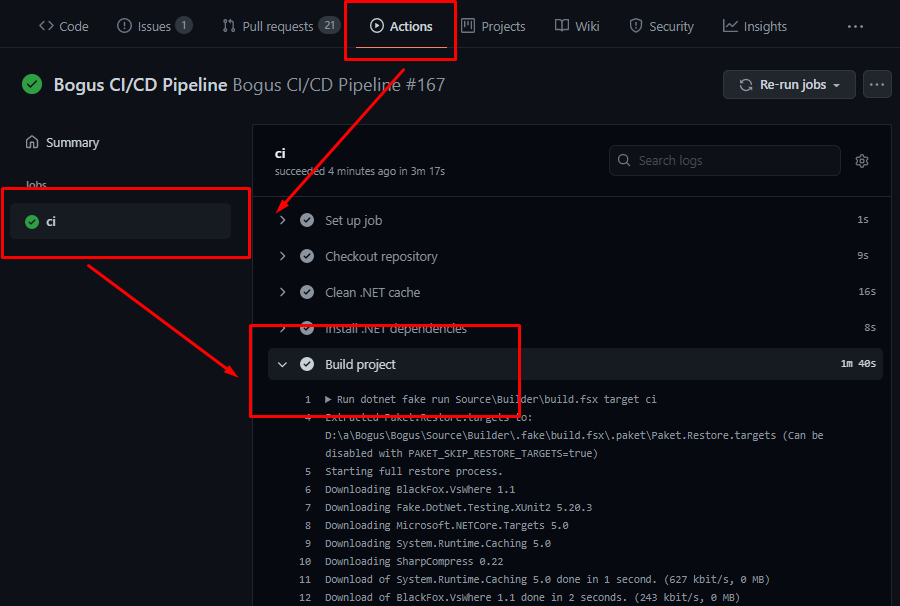 Code Issues 1 Pull requests 21 Actions Projects Wiki Security Insights
Bogus CI/CD Pipeline Bogus CI/CD Pipeline #167
Re-run jobs
Summary
Jobs
ci
ci
succeeded 4 minutes ago in 3m 17s
Search logs
Set up job 1s
Checkout repository 9s
Clean .NET cache 16s
Install .NET dependencies 8s
Build project 1m 40s
1 ▶ Run dotnet fake run Source\Builder\build.fsx target ci
4 Extracted Paket.Restore.targets to:
D:\a\Bogus\Bogus\Source\Builder\.fake\build.fsx\.paket\Paket.Restore.targets (Can be
disabled with PAKET_SKIP_RESTORE_TARGETS=true)
5 Starting full restore process.
6 Downloading BlackFox.VsWhere 1.1
7 Downloading Fake.DotNet.Testing.XUnit2 5.20.3
8 Downloading Microsoft.NETCore.Targets 5.0
9 Downloading System.Runtime.Caching 5.0
10 Downloading SharpCompress 0.22
11 Download of System.Runtime.Caching 5.0 done in 1 second. (627 kbit/s, 0 MB)
12 Download of BlackFox.VsWhere 1.1 done in 2 seconds. (243 kbit/s, 0 MB)